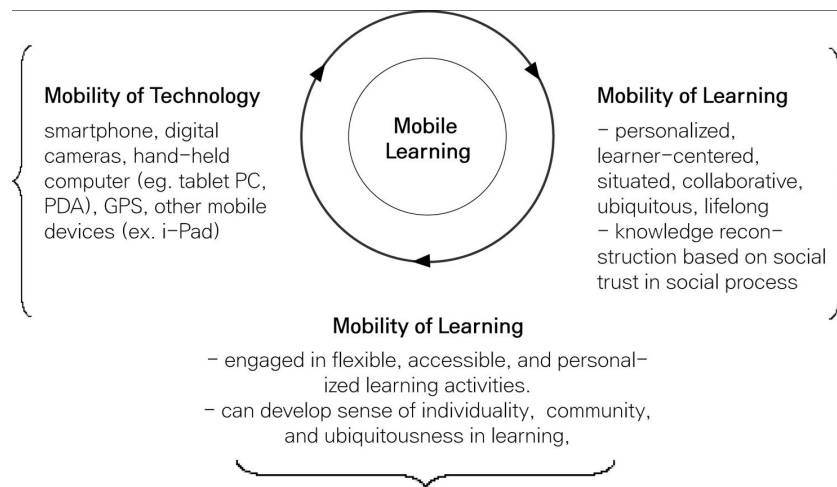 Mobility of Technology
smartphone, digital
cameras, hand-held
computer (eg. tablet PC,
PDA), GPS, other mobile
devices (ex. i-Pad)
Mobile
Learning
Mobility of Learning
- personalized,
learner-centered,
situated, collaborative,
ubiquitous, lifelong
- knowledge recon-
struction based on social
trust in social process
Mobility of Learning
- engaged in flexible, accessible, and personal-
ized learning activities.
- can develop sense of individuality, community,
and ubiquitousness in learning,